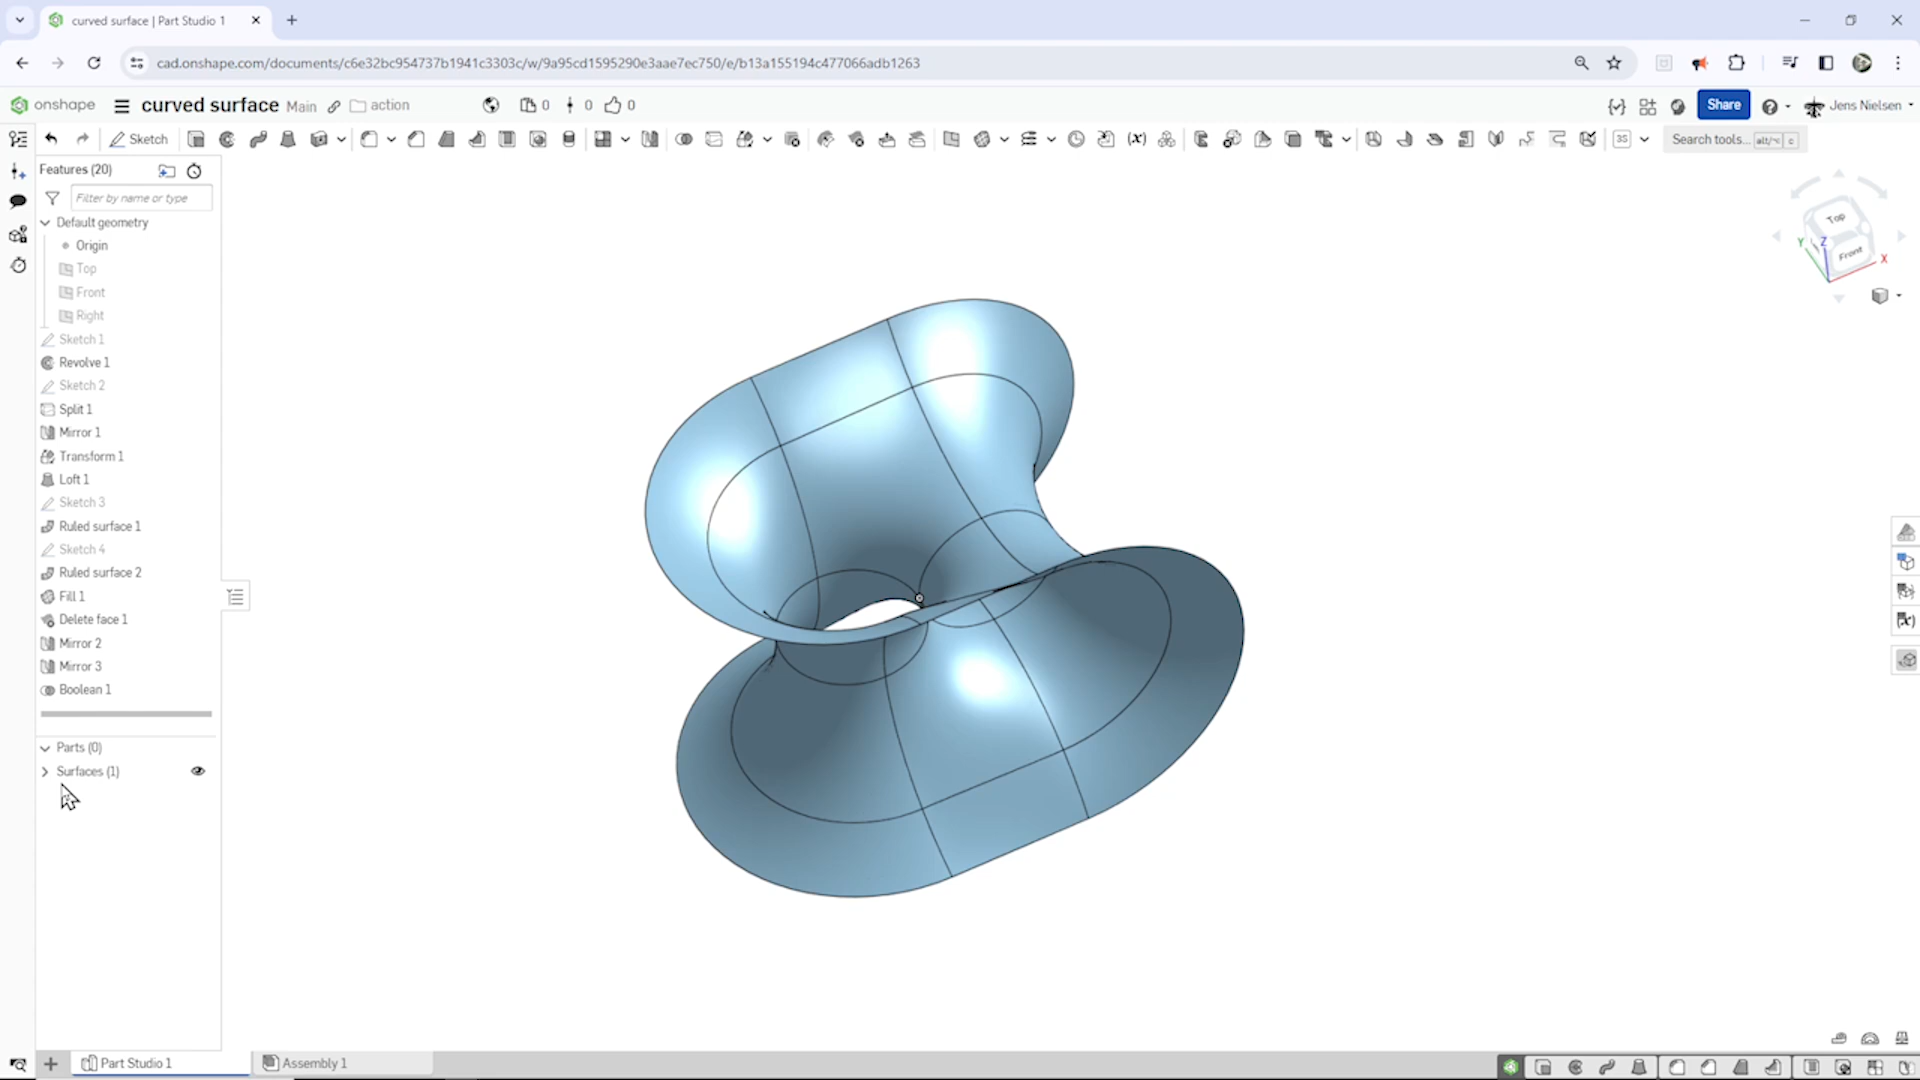 curved surface | Part Studio 1
cad.onshape.com/documents/c6e32bc954737b1941c3303c/w/9a95cd1595290e3aae7ec750/e/b13a155194c477066adb1263
onshape curved surface Main action 0 0 0 Share Jens Nielsen
Sketch Search tools... alt/⌥ c
Features (20)
Filter by name or type
Default geometry
Origin
Top
Front
Right
Sketch 1
Revolve 1
Sketch 2
Split 1
Mirror 1
Transform 1
Loft 1
Sketch 3
Ruled surface 1
Sketch 4
Ruled surface 2
Fill 1
Delete face 1
Mirror 2
Mirror 3
Boolean 1
Parts (0)
Surfaces (1)
Top
Y Z
Front X
Part Studio 1 Assembly 1